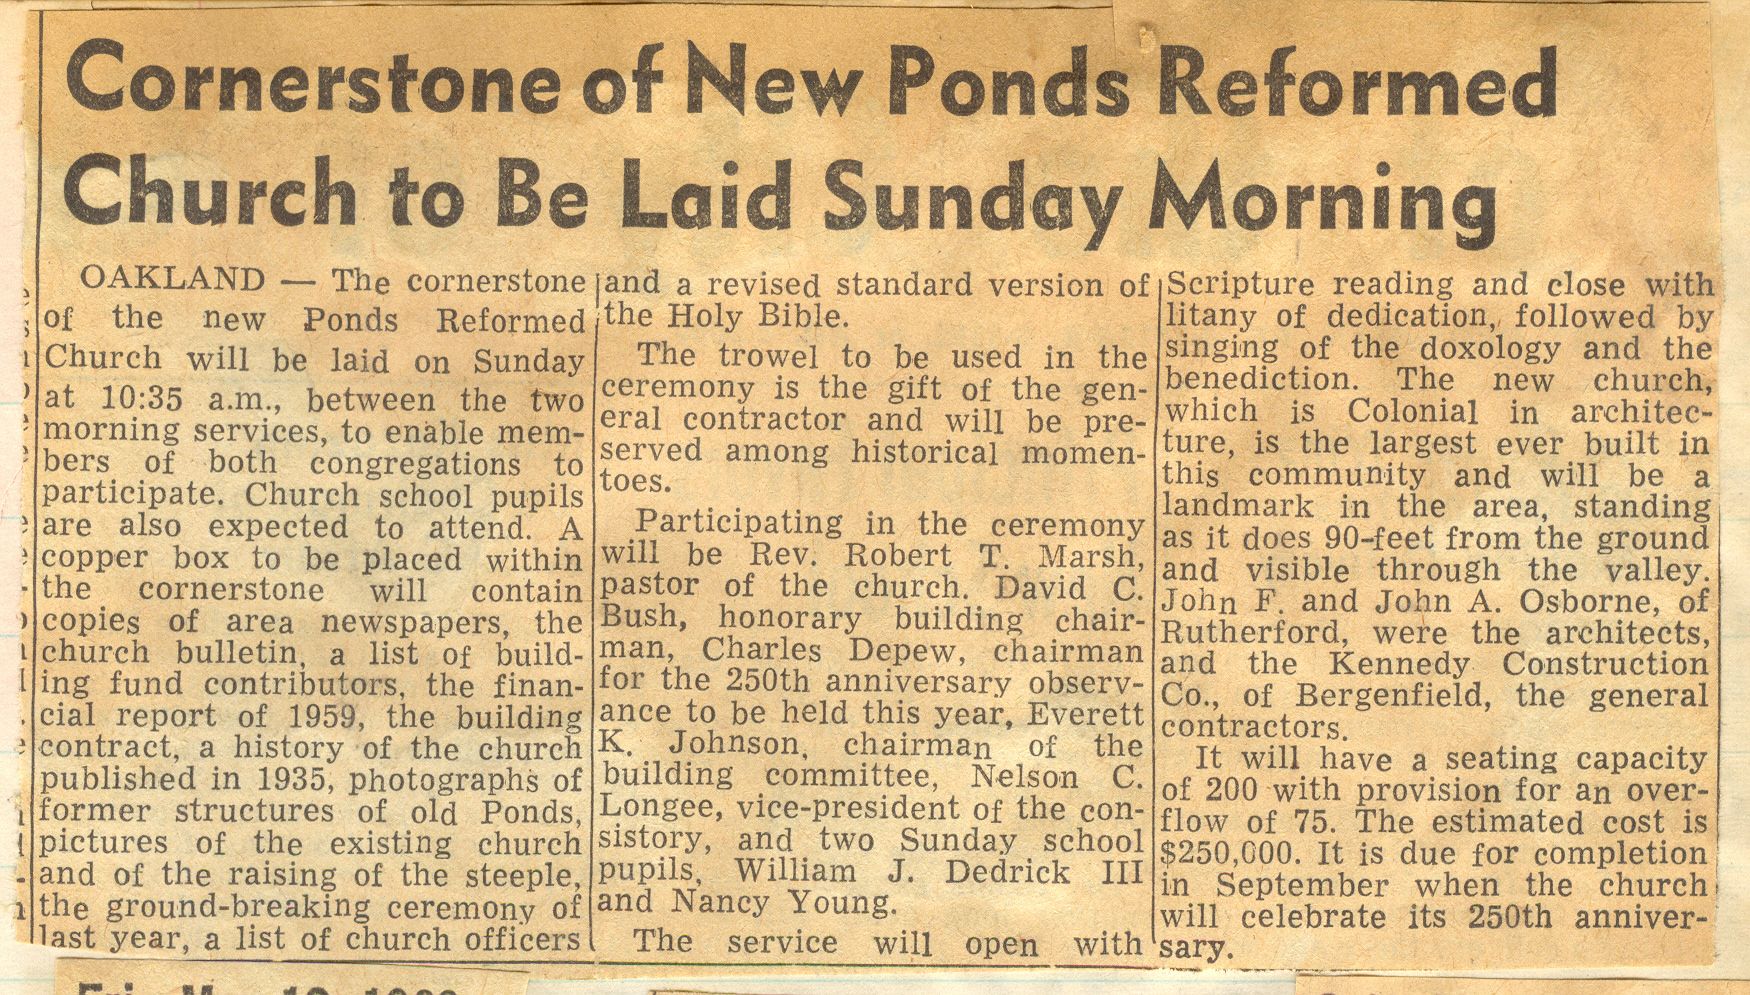 Cornerstone of New Ponds Reformed
Church to Be Laid Sunday Morning
OAKLAND — The cornerstone
of the new Ponds Reformed
Church will be laid on Sunday
at 10:35 a.m., between the two
morning services, to enable mem-
bers of both congregations to
participate. Church school pupils
are also expected to attend. A
copper box to be placed within
the cornerstone will contain
copies of area newspapers, the
church bulletin, a list of build-
ing fund contributors, the finan-
cial report of 1959, the building
contract, a history of the church
published in 1935, photographs of
former structures of old Ponds,
pictures of the existing church
and of the raising of the steeple,
the ground-breaking ceremony of
last year, a list of church officers
and a revised standard version of
the Holy Bible.
The trowel to be used in the
ceremony is the gift of the gen-
eral contractor and will be pre-
served among historical momen-
toes.
Participating in the ceremony
will be Rev. Robert T. Marsh,
pastor of the church. David C.
Bush, honorary building chair-
man, Charles Depew, chairman
for the 250th anniversary observ-
ance to be held this year, Everett
K. Johnson, chairman of the
building committee, Nelson C.
Longee, vice-president of the con-
sistory, and two Sunday school
pupils, William J. Dedrick III
and Nancy Young.
The service will open with
Scripture reading and close with
litany of dedication, followed by
singing of the doxology and the
benediction. The new church,
which is Colonial in architec-
ture, is the largest ever built in
this community and will be a
landmark in the area, standing
as it does 90-feet from the ground
and visible through the valley.
John F. and John A. Osborne, of
Rutherford, were the architects,
and the Kennedy Construction
Co., of Bergenfield, the general
contractors.
It will have a seating capacity
of 200 with provision for an over-
flow of 75. The estimated cost is
$250,000. It is due for completion
in September when the church
will celebrate its 250th anniver-
sary.